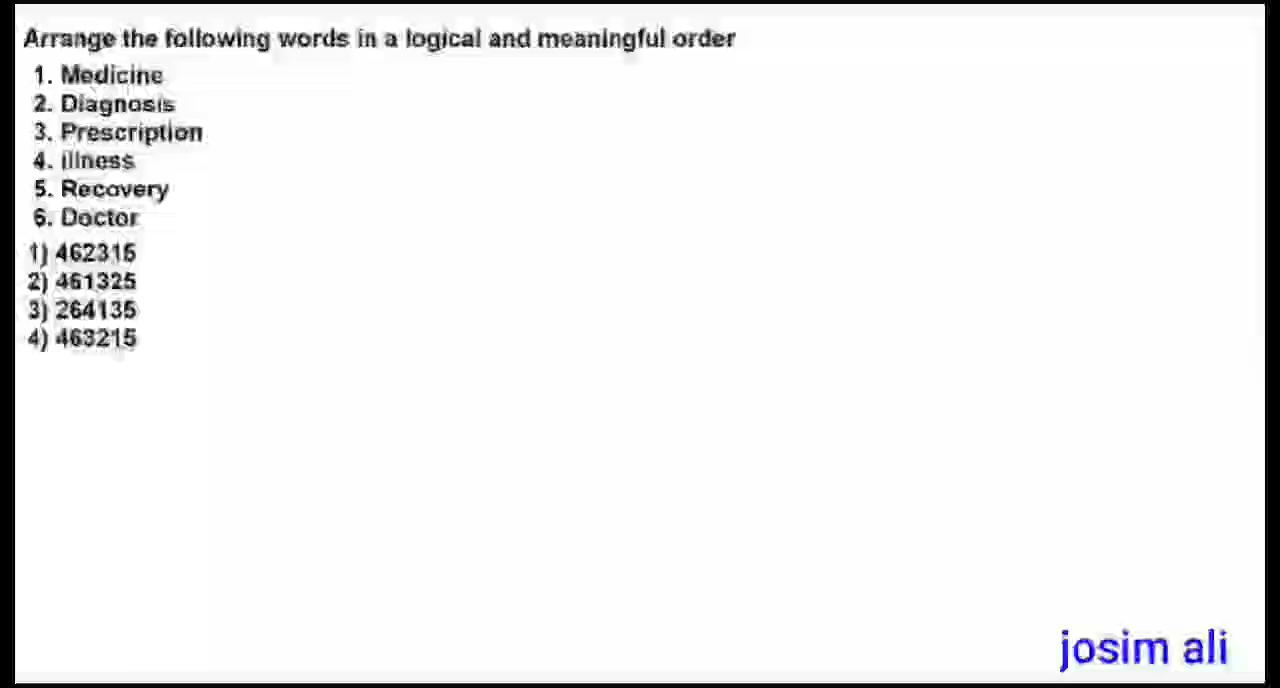 Arrange the following words in a logical and meaningful order
1. Medicine
2. Diagnosis
3. Prescription
4. illness
5. Recovery
6. Doctor
1) 462315
2) 461325
3) 264135
4) 463215
josim ali